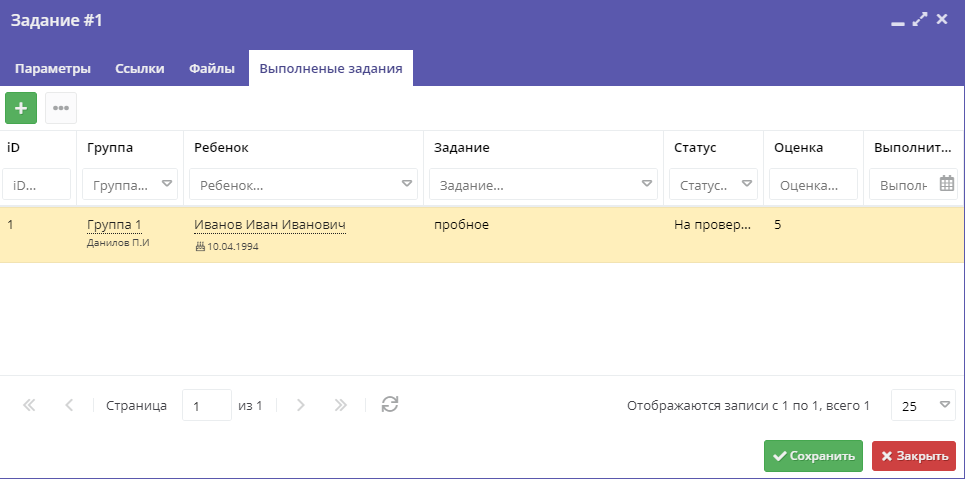 Задание #1
Параметры Ссылки Файлы Выполненые задания
iD Группа Ребенок Задание Статус Оценка Выполнит...
iD... Группа... Ребенок... Задание... Статус.. Оценка... Выполн
1 Группа 1 Иванов Иван Иванович пробное На провер... 5
Данилов П.И 10.04.1994
Страница 1 из 1 Отображаются записи с 1 по 1, всего 1 25
Сохранить Закрыть